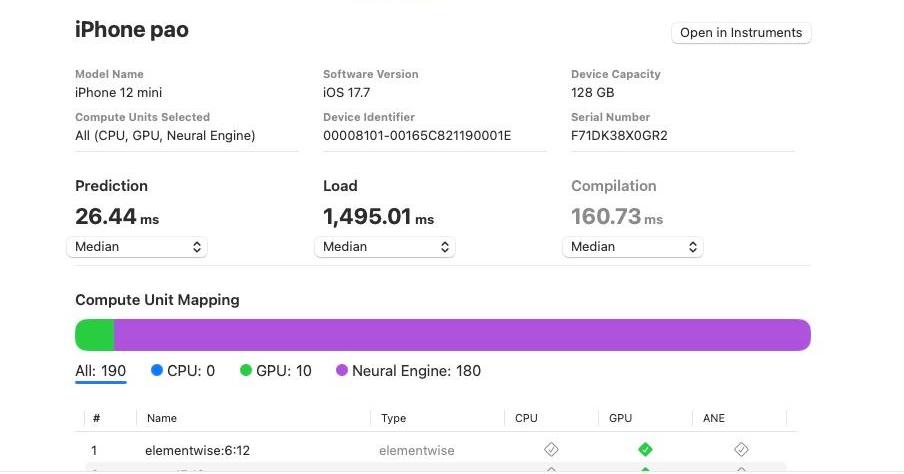 iPhone pao
Open in Instruments
Model Name
iPhone 12 mini
Software Version
iOS 17.7
Device Capacity
128 GB
Compute Units Selected
All (CPU, GPU, Neural Engine)
Device Identifier
00008101-00165C821190001E
Serial Number
F71DK38X0GR2
Prediction
26.44 ms
Median
Load
1,495.01 ms
Median
Compilation
160.73 ms
Median
Compute Unit Mapping
All: 190 CPU: 0 GPU: 10 Neural Engine: 180
# Name Type CPU GPU ANE
1 elementwise:6:12 elementwise